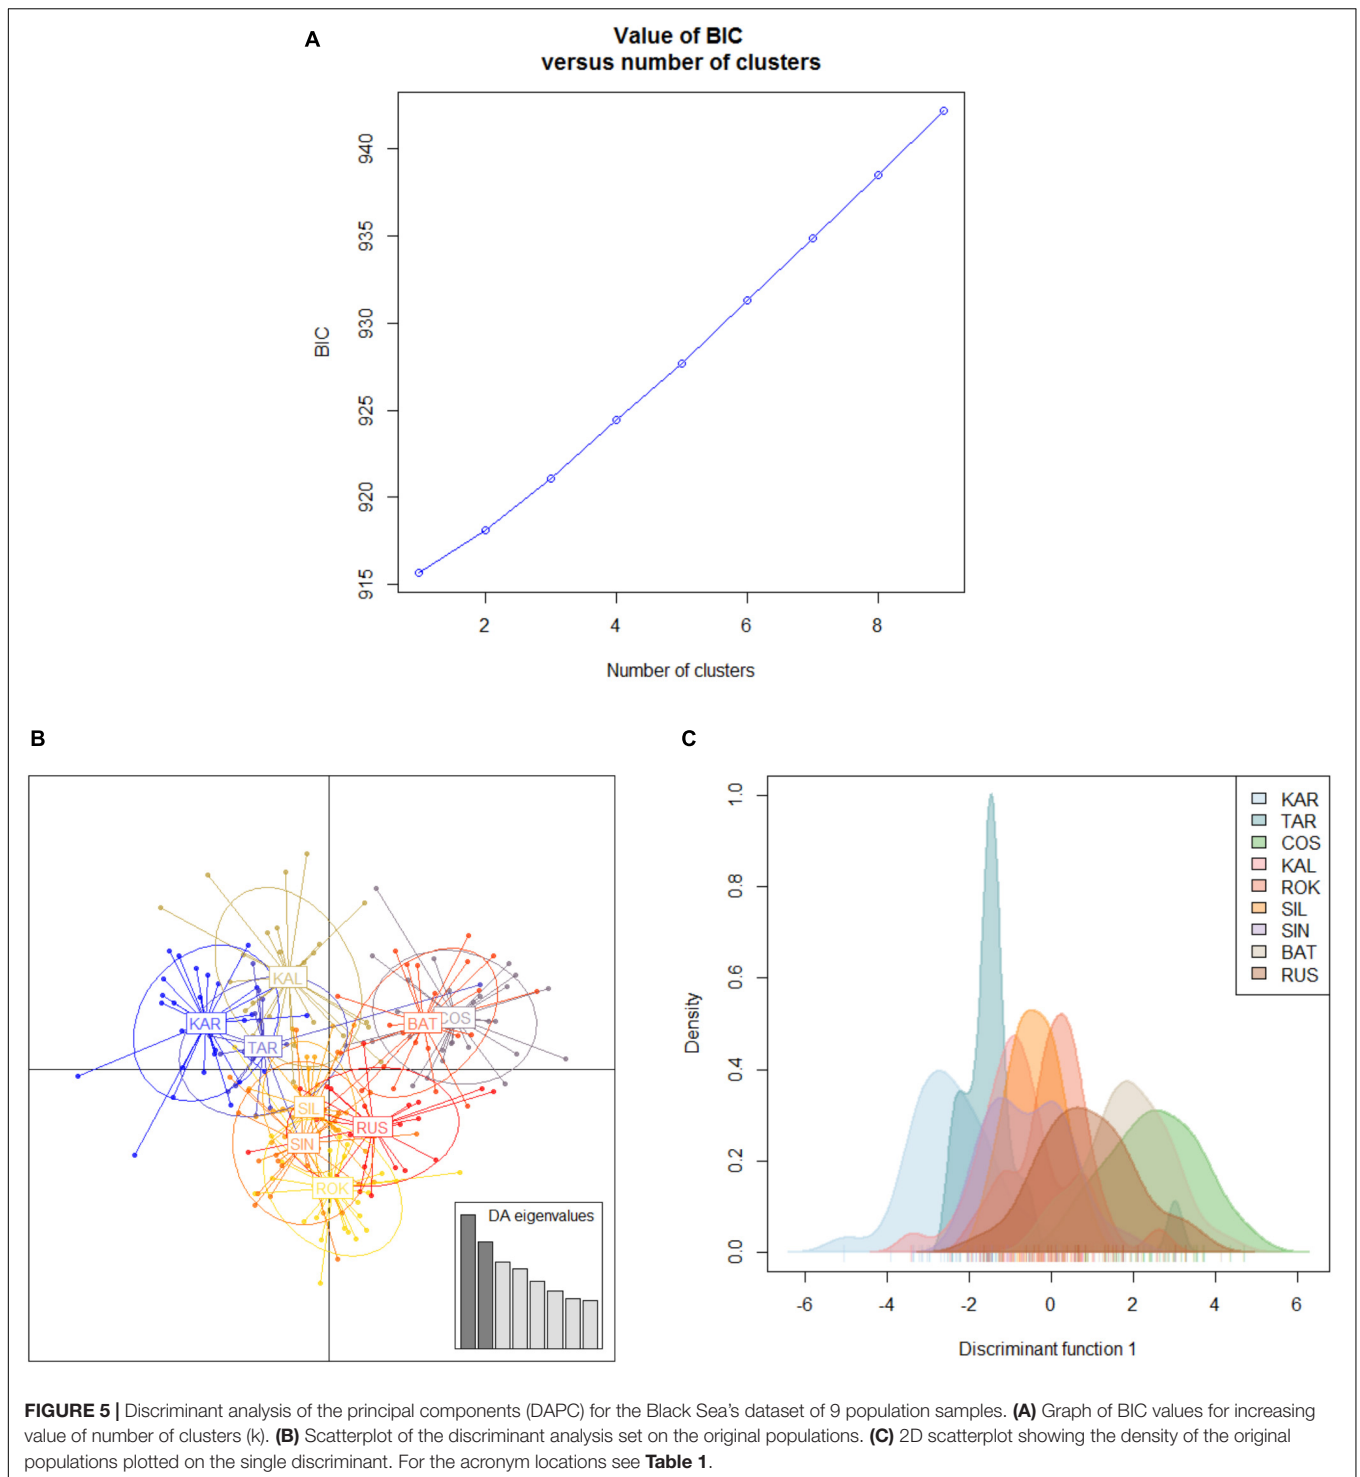 A
Value of BIC
versus number of clusters
BIC
940
935
930
925
920
915
2 4 6 8
Number of clusters
B
KAL
KAR
TAR
BAT
COS
SIL
SIN
RUS
ROK
DA eigenvalues
C
Density
1.0
0.8
0.6
0.4
0.2
0.0
KAR
TAR
COS
KAL
ROK
SIL
SIN
BAT
RUS
-6 -4 -2 0 2 4 6
Discriminant function 1
FIGURE 5 | Discriminant analysis of the principal components (DAPC) for the Black Sea's dataset of 9 population samples. (A) Graph of BIC values for increasing
value of number of clusters (k). (B) Scatterplot of the discriminant analysis set on the original populations. (C) 2D scatterplot showing the density of the original
populations plotted on the single discriminant. For the acronym locations see Table 1.